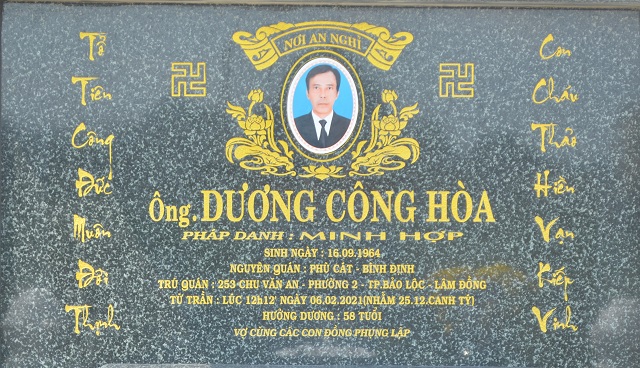 NƠI AN NGHỈ
Tổ
Tiên
Công
Đức
Muôn
Đời
Thịnh
Con
Cháu
Thảo
Hiền
Vạn
Kiếp
Vinh
Ông. DƯƠNG CÔNG HÒA
PHÁP DANH : MINH HỢP
SINH NGÀY : 16.09.1964
NGUYÊN QUÁN : PHÙ CÁT - BÌNH ĐỊNH
TRÚ QUÁN : 253 CHU VĂN AN - PHƯỜNG 2 - TP.BẢO LỘC - LÂM ĐỒNG
TỪ TRẦN : LÚC 12h12' NGÀY 06.02.2021(NHẰM 25.12.CANH TÝ)
HƯỞNG DƯƠNG : 58 TUỔI
VỢ CÙNG CÁC CON ĐỒNG PHỤNG LẬP